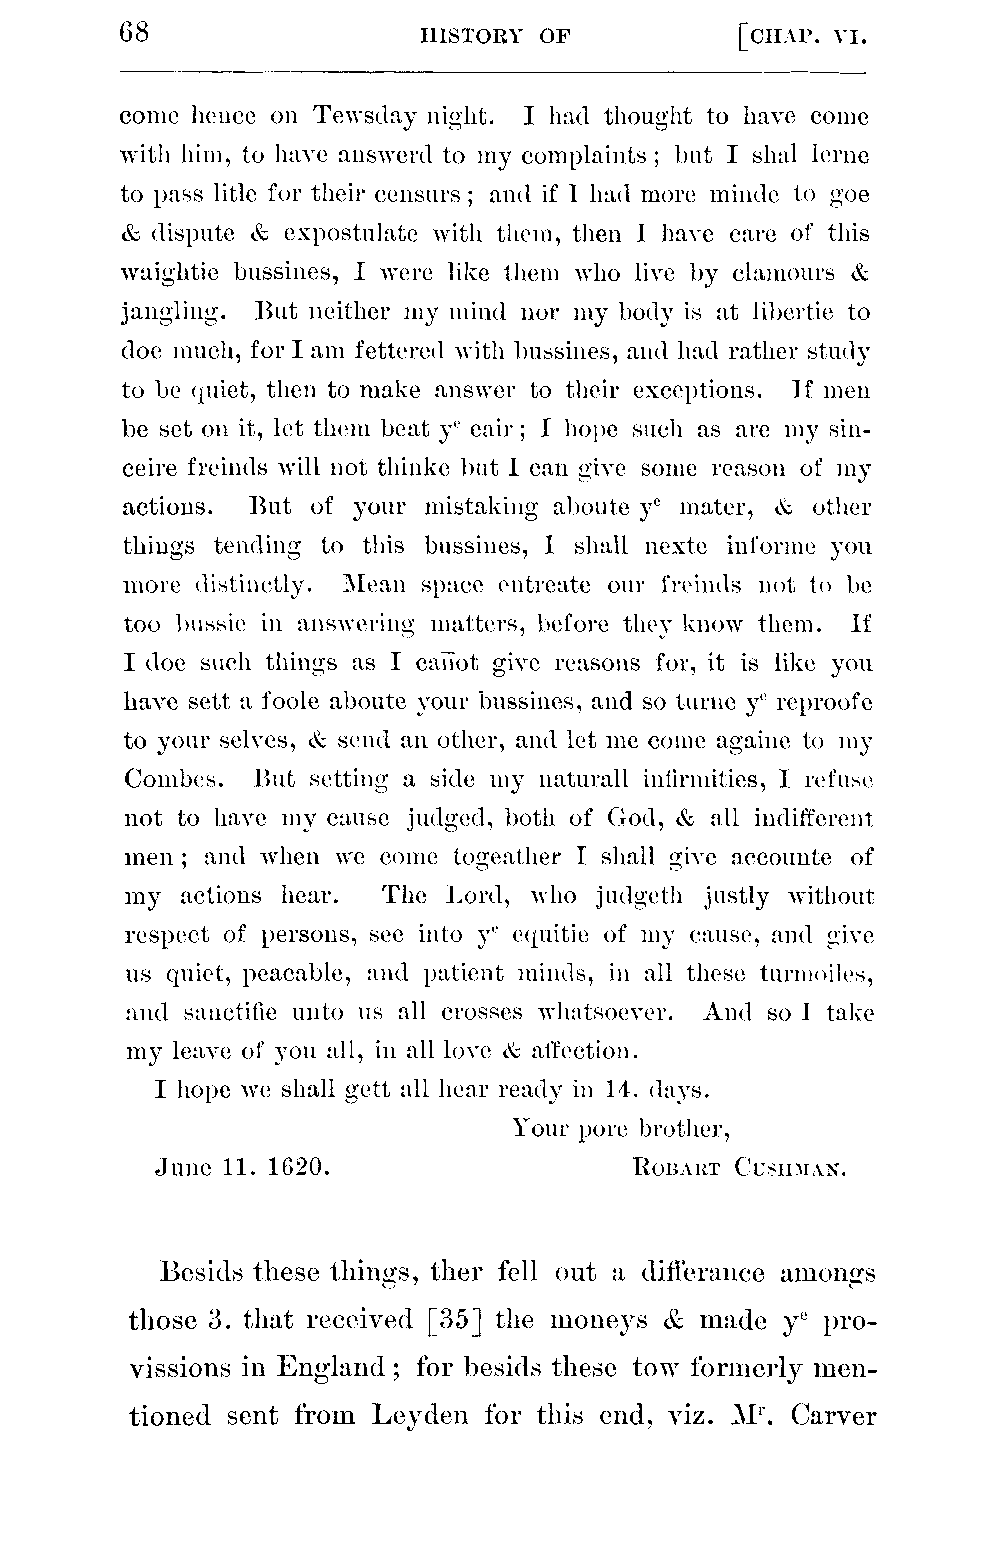 68 HISTORY OF [CHAP. VI.
come hence on Tewsday night. I had thought to have come
with him, to have answerd to my complaints; but I shal lerne
to pass litle for their censurs; and if I had more minde to goe
& dispute & expostulate with them, then I have care of this
waightie bussines, I were like them who live by clamours &
jangling. But neither my mind nor my body is at libertie to
doe much, for I am fettered with bussines, and had rather study
to be quiet, then to make answer to their exceptions. If men
be set on it, let them beat yᵉ eair; I hope such as are my sin-
ceire freinds will not thinke but I can give some reason of my
actions. But of your mistaking aboute yᵉ mater, & other
things tending to this bussines, I shall nexte informe you
more distinctly. Mean space entreate our freinds not to be
too bussie in answering matters, before they know them. If
I doe such things as I cañot give reasons for, it is like you
have sett a foole aboute your bussines, and so turne yᵉ reproofe
to your selves, & send an other, and let me come againe to my
Combes. But setting a side my naturall infirmities, I refuse
not to have my cause judged, both of God, & all indifferent
men; and when we come togeather I shall give accounte of
my actions hear. The Lord, who judgeth justly without
respect of persons, see into yᵉ equitie of my cause, and give
us quiet, peacable, and patient minds, in all these turmoiles,
and sanctifie unto us all crosses whatsoever. And so I take
my leave of you all, in all love & affection.
I hope we shall gett all hear ready in 14. days.
Your pore brother,
June 11. 1620. ROBART CUSHMAN.
Besids these things, ther fell out a differance amongs
those 3. that received [35] the moneys & made yᵉ pro-
vissions in England; for besids these tow formerly men-
tioned sent from Leyden for this end, viz. Mʳ. Carver